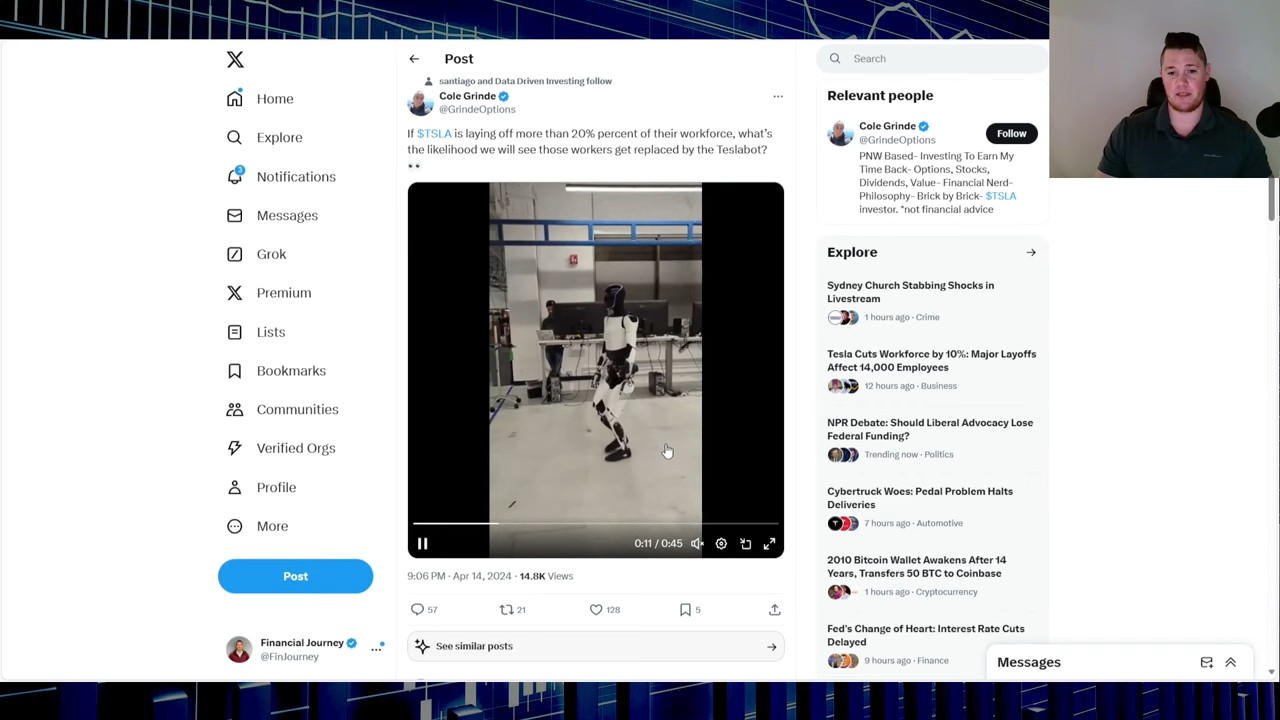 Post
santiago and Data Driven Investing follow
Cole Grinde
@GrindeOptions
If $TSLA is laying off more than 20% percent of their workforce, what's
the likelihood we will see those workers get replaced by the Teslabot?
👀
0:11 / 0:45
9:06 PM · Apr 14, 2024 · 14.8K Views
57
21
128
5
See similar posts
Home
Explore
3
Notifications
Messages
Grok
Premium
Lists
Bookmarks
Communities
Verified Orgs
Profile
More
Post
Financial Journey
@FinJourney
Search
Relevant people
Cole Grinde
@GrindeOptions
Follow
PNW Based- Investing To Earn My
Time Back- Options, Stocks,
Dividends, Value- Financial Nerd-
Philosophy- Brick by Brick- $TSLA
investor. *not financial advice
Explore
Sydney Church Stabbing Shocks in
Livestream
1 hours ago · Crime
Tesla Cuts Workforce by 10%: Major Layoffs
Affect 14,000 Employees
12 hours ago · Business
NPR Debate: Should Liberal Advocacy Lose
Federal Funding?
Trending now · Politics
Cybertruck Woes: Pedal Problem Halts
Deliveries
7 hours ago · Automotive
2010 Bitcoin Wallet Awakens After 14
Years, Transfers 50 BTC to Coinbase
1 hours ago · Cryptocurrency
Fed's Change of Heart: Interest Rate Cuts
Delayed
9 hours ago · Finance
Messages